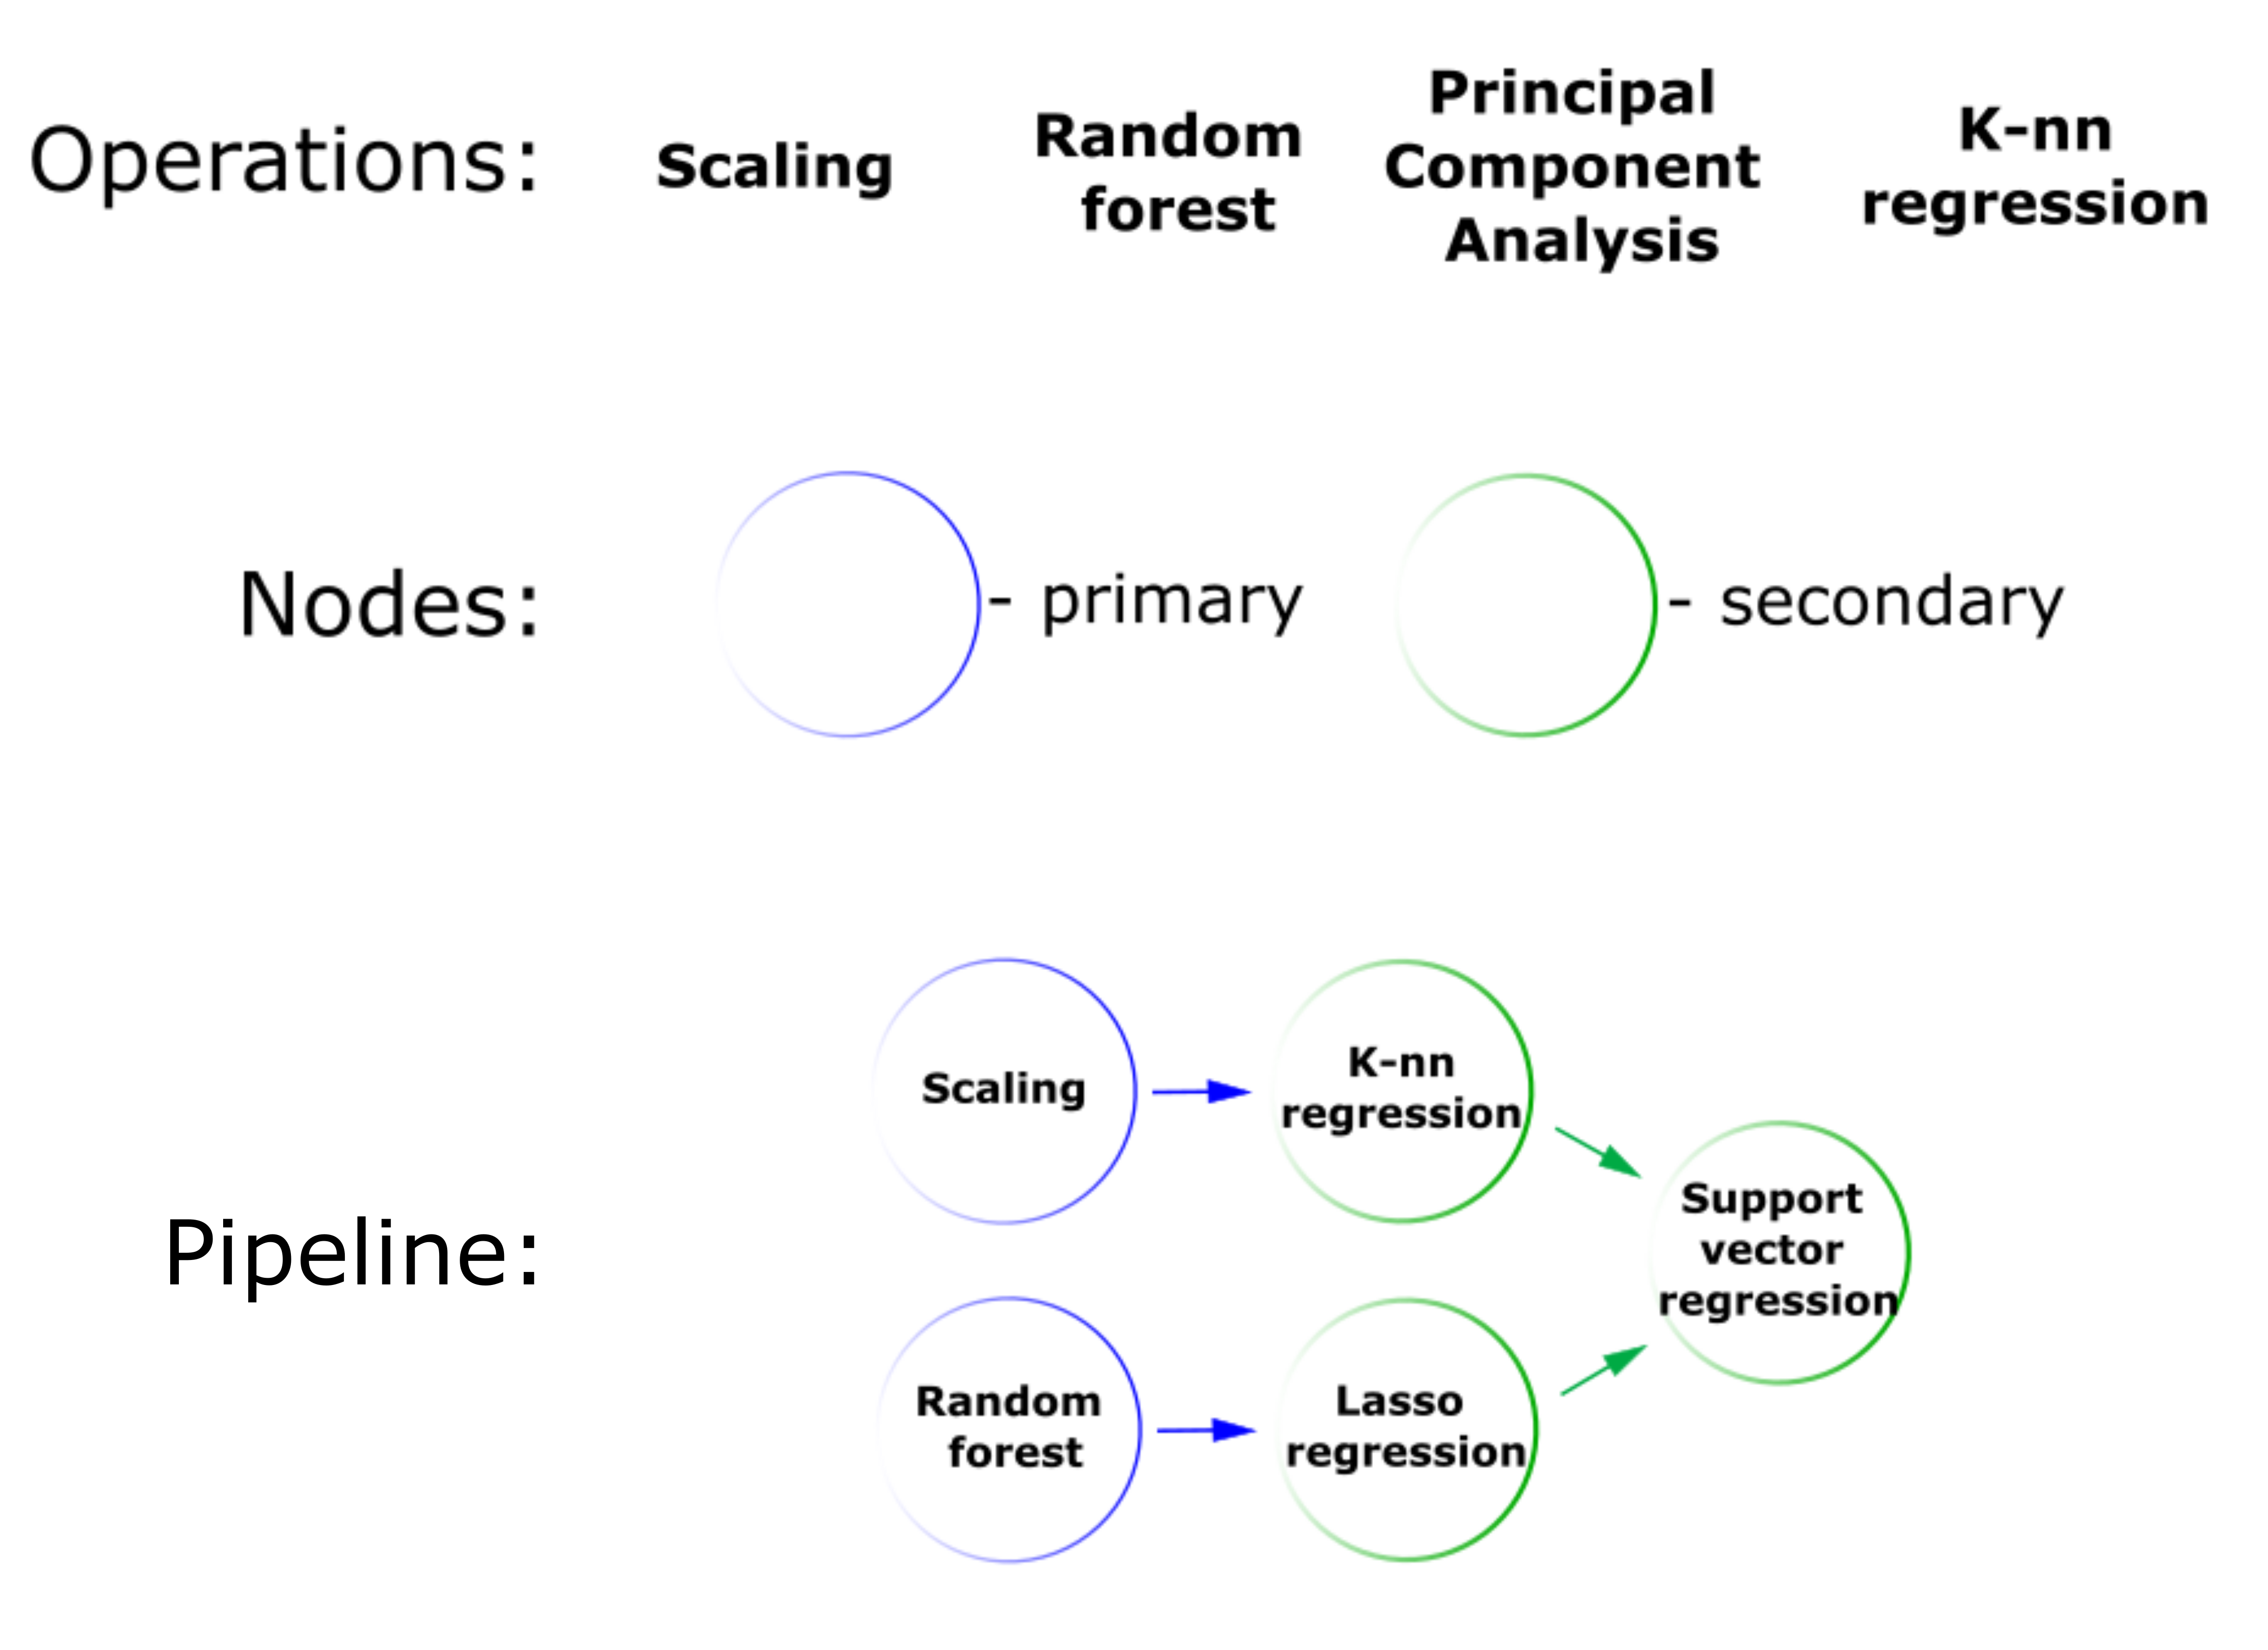 Operations:
Scaling
Random
forest
Principal
Component
Analysis
K-nn
regression
Nodes:
- primary
- secondary
Pipeline:
Scaling
K-nn
regression
Random
forest
Lasso
regression
Support
vector
regression